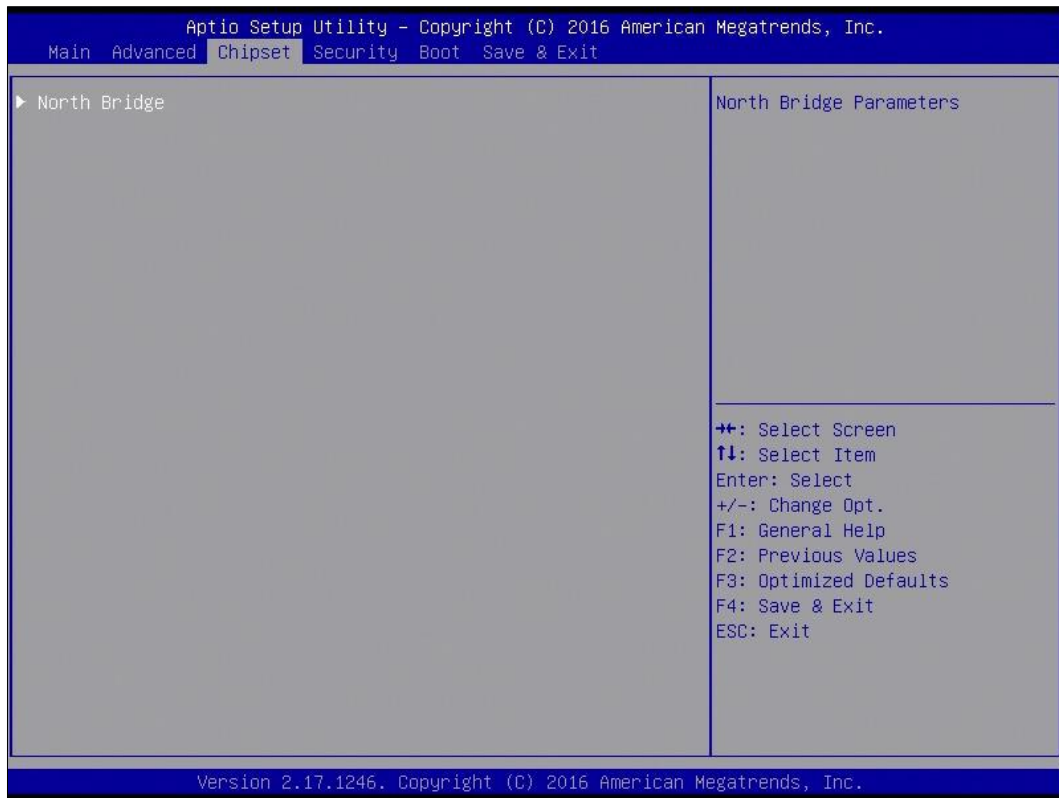 Aptio Setup Utility – Copyright (C) 2016 American Megatrends, Inc.
Main Advanced Chipset Security Boot Save & Exit
► North Bridge
North Bridge Parameters
→←: Select Screen
↑↓: Select Item
Enter: Select
+/-: Change Opt.
F1: General Help
F2: Previous Values
F3: Optimized Defaults
F4: Save & Exit
ESC: Exit
Version 2.17.1246. Copyright (C) 2016 American Megatrends, Inc.